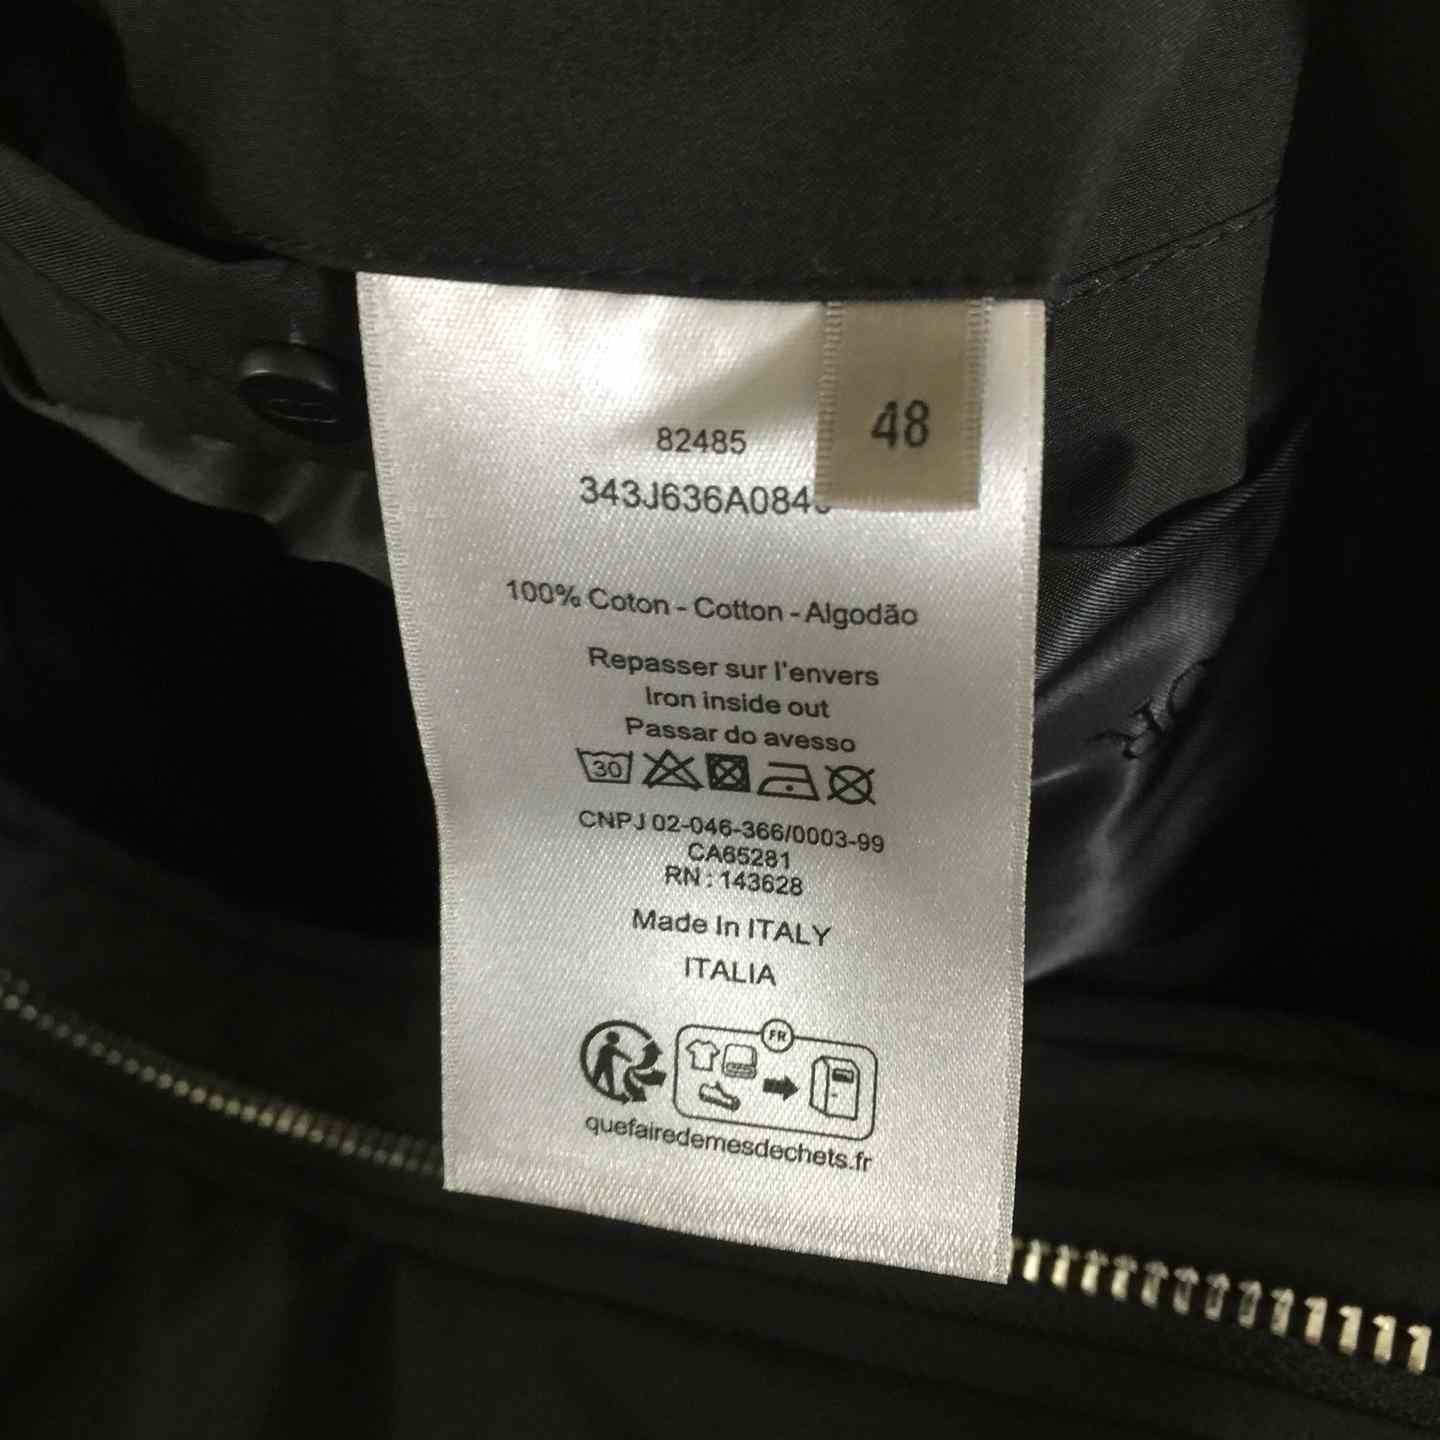 48
82485
343J636A084
100% Coton - Cotton - Algodão
Repasser sur l'envers
Iron inside out
Passar do avesso
30
CNPJ 02-046-366/0003-99
CA65281
RN : 143628
Made In ITALY
ITALIA
FR
quefairedemesdechets.fr